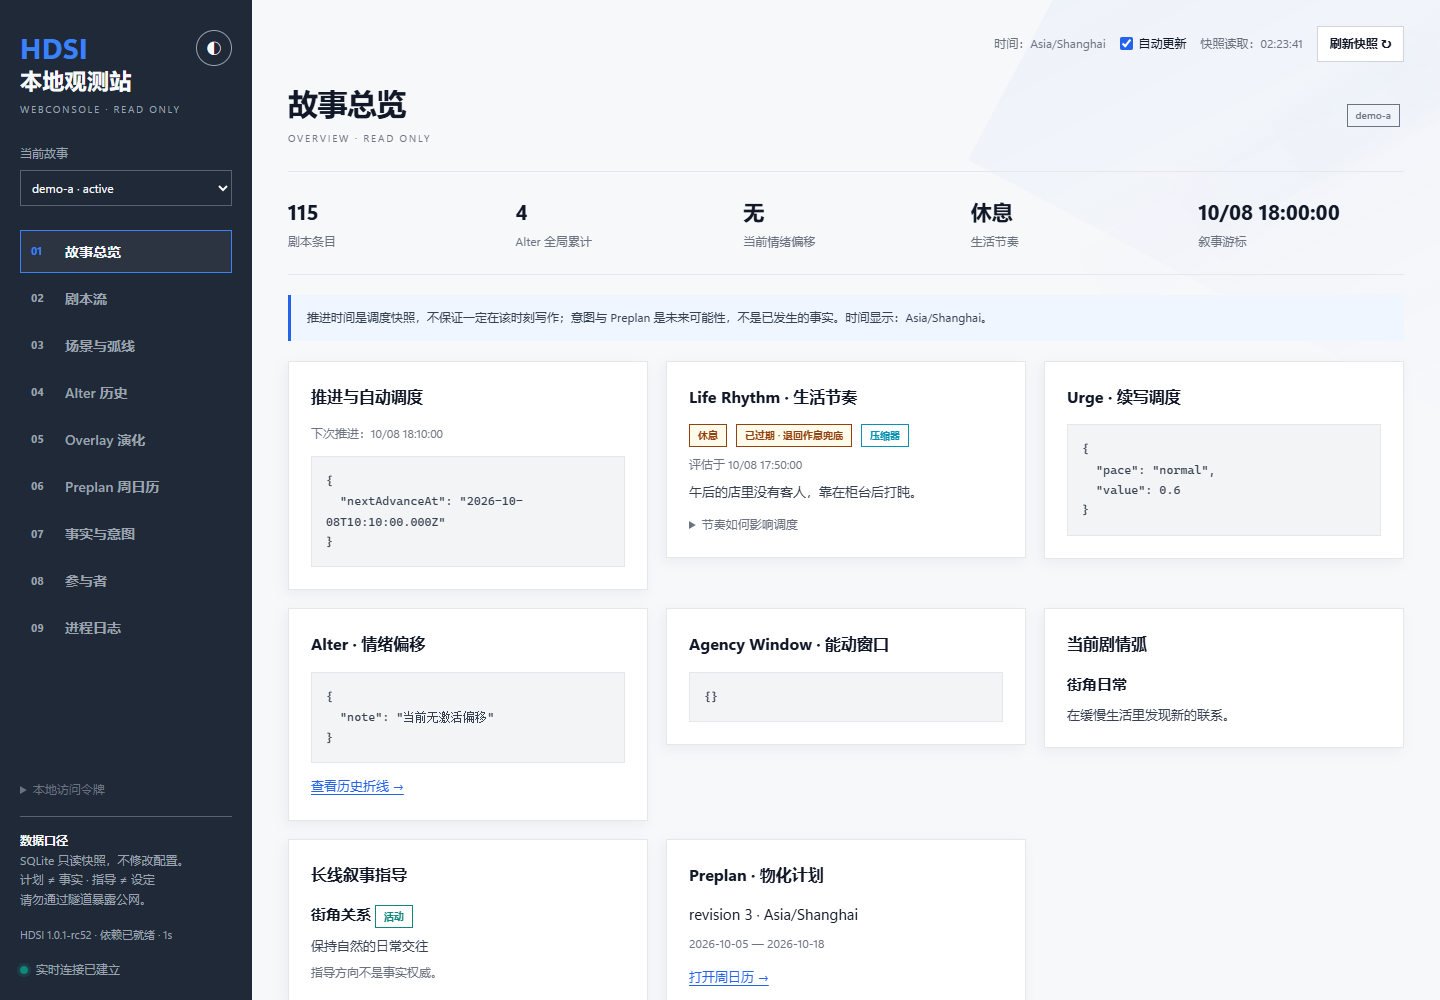 HDSI
本地观测站
WEBCONSOLE · READ ONLY
当前故事
demo-a · active
01 故事总览
02 剧本流
03 场景与弧线
04 Alter 历史
05 Overlay 演化
06 Preplan 周日历
07 事实与意图
08 参与者
09 进程日志
本地访问令牌
数据口径
SQLite 只读快照，不修改配置。
计划 ≠ 事实 · 指导 ≠ 设定
请勿通过隧道暴露公网。
HDSI 1.0.1-rc52 · 依赖已就绪 · 1s
实时连接已建立
时间：Asia/Shanghai 自动更新 快照读取：02:23:41 刷新快照 ↻
故事总览
OVERVIEW · READ ONLY
demo-a
115
剧本条目
4
Alter 全局累计
无
当前情绪偏移
休息
生活节奏
10/08 18:00:00
叙事游标
推进时间是调度快照，不保证一定在该时刻写作；意图与 Preplan 是未来可能性，不是已发生的事实。时间显示：Asia/Shanghai。
推进与自动调度
下次推进：10/08 18:10:00
{
"nextAdvanceAt": "2026-10-
08T10:10:00.000Z"
}
Life Rhythm · 生活节奏
休息 已过期 · 退回作息兜底 压缩器
评估于 10/08 17:50:00
午后的店里没有客人，靠在柜台后打盹。
节奏如何影响调度
Urge · 续写调度
{
"pace": "normal",
"value": 0.6
}
Alter · 情绪偏移
{
"note": "当前无激活偏移"
}
查看历史折线 →
Agency Window · 能动窗口
{}
当前剧情弧
街角日常
在缓慢生活里发现新的联系。
长线叙事指导
街角关系 活动
保持自然的日常交往
指导方向不是事实权威。
Preplan · 物化计划
revision 3 · Asia/Shanghai
2026-10-05 — 2026-10-18
打开周日历 →